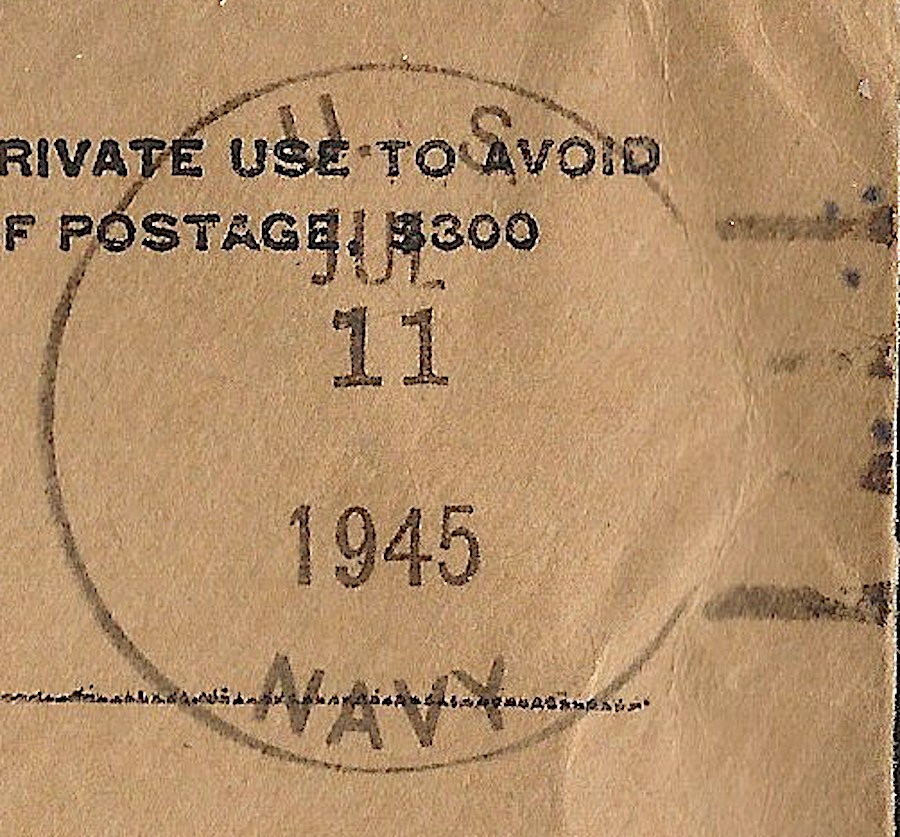 U. S.
RIVATE USE TO AVOID
F POSTAGE, $300
JUL
11
1945
NAVY